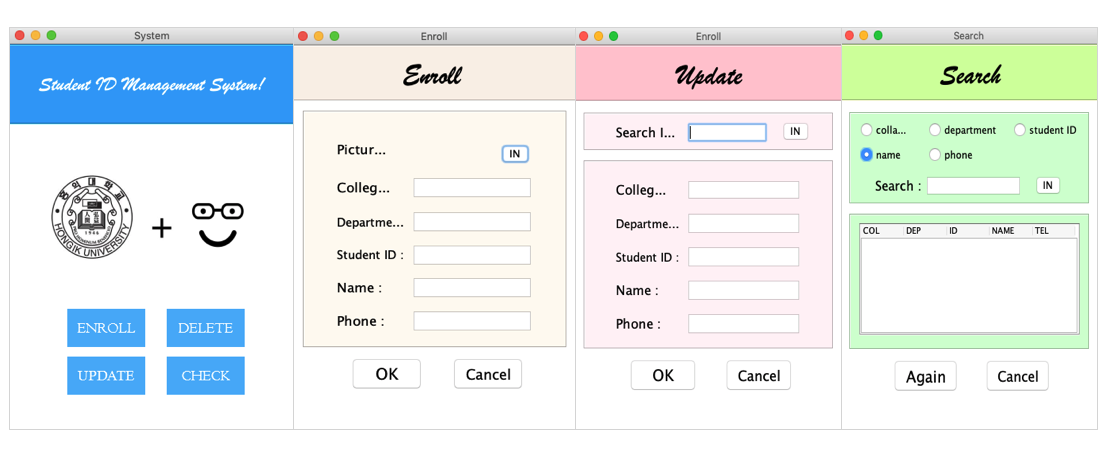 System
Student ID Management System!
홍익대학교
1946
HONGIK UNIVERSITY
+
ENROLL
DELETE
UPDATE
CHECK
Enroll
Enroll
Pictur...
IN
Colleg...
Departme...
Student ID :
Name :
Phone :
OK
Cancel
Enroll
Update
Search I...
IN
Colleg...
Departme...
Student ID :
Name :
Phone :
OK
Cancel
Search
Search
colla...
department
student ID
name
phone
Search :
IN
COL DEP ID NAME TEL
Again
Cancel